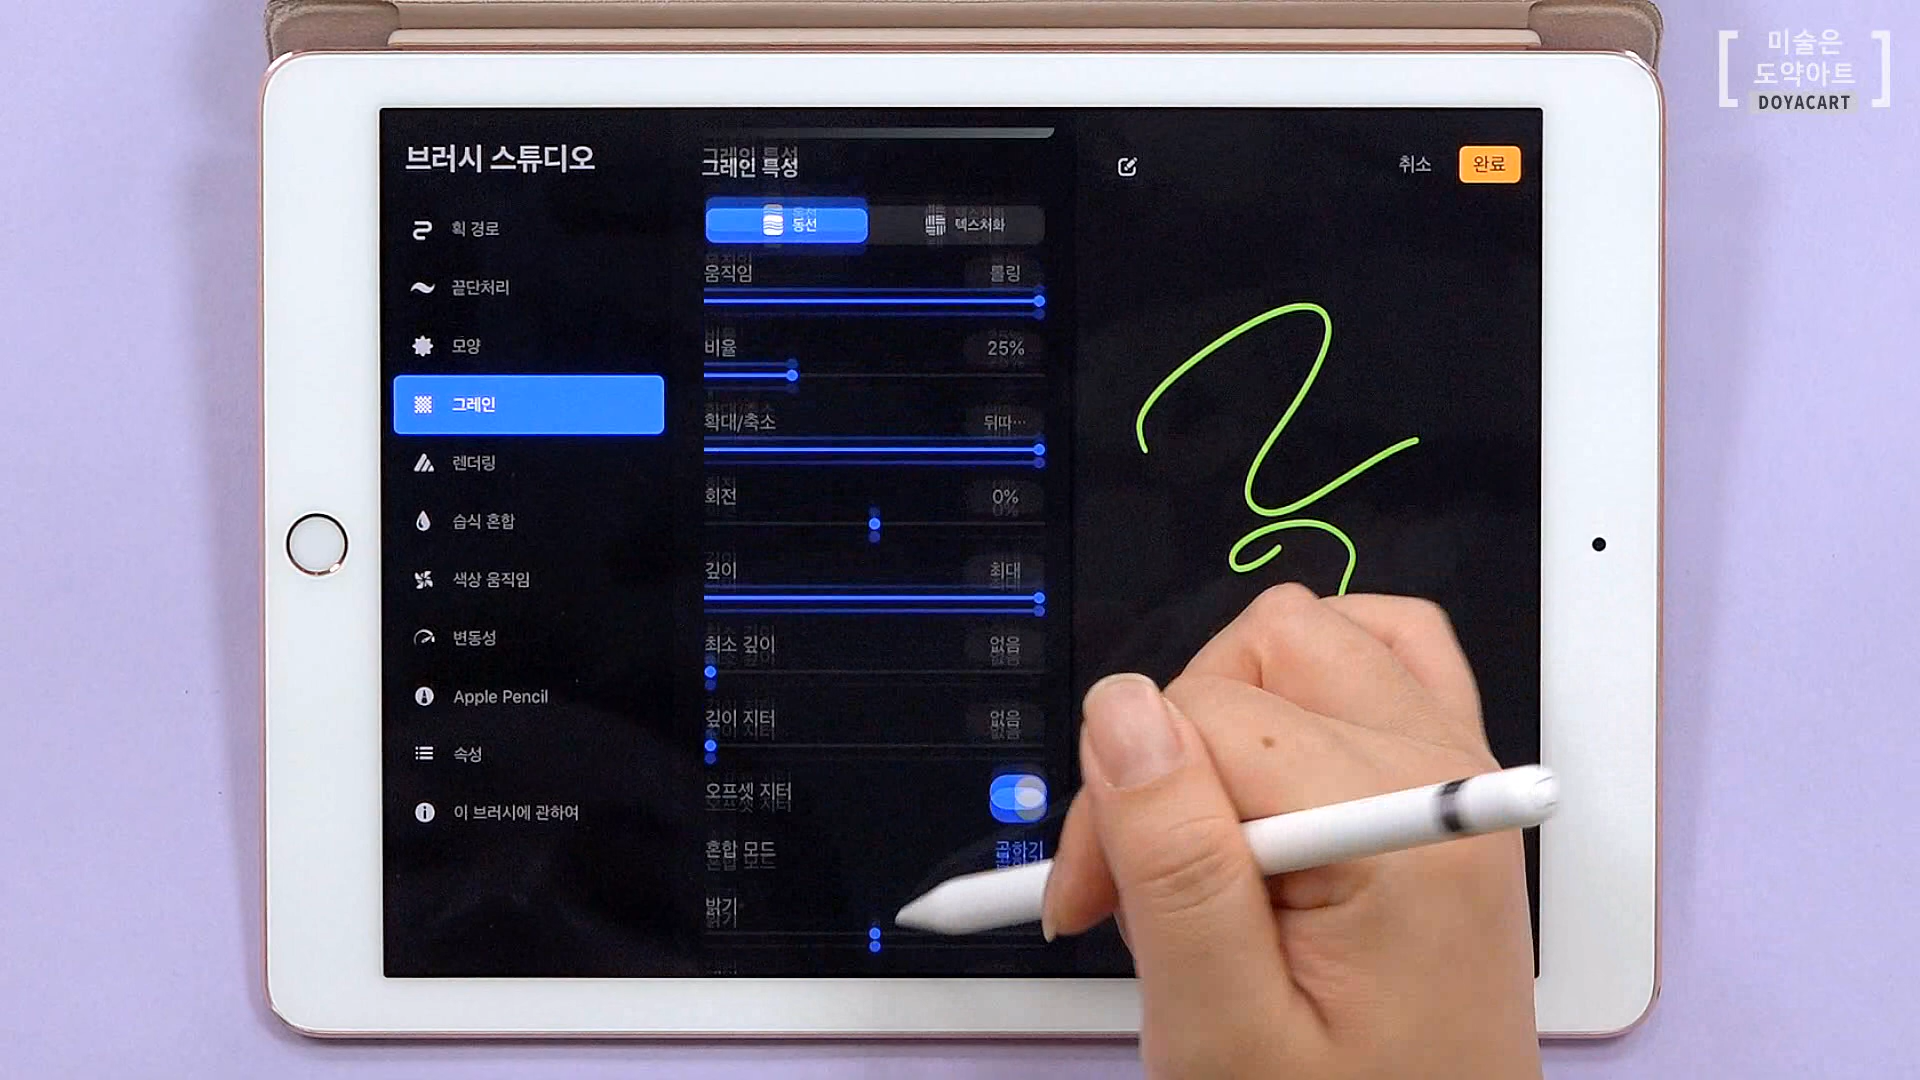 미술은
도약아트
DOYACART
브러시 스튜디오
획 경로
끝단처리
모양
그레인
렌더링
습식 혼합
색상 움직임
변동성
Apple Pencil
속성
이 브러시에 관하여
그레인 특성
동선
텍스처화
움직임 롤링
비율 25%
확대/축소 뒤따…
회전 0%
깊이 최대
최소 깊이 없음
깊이 지터 없음
오프셋 지터
혼합 모드 곱하기
밝기
취소
완료